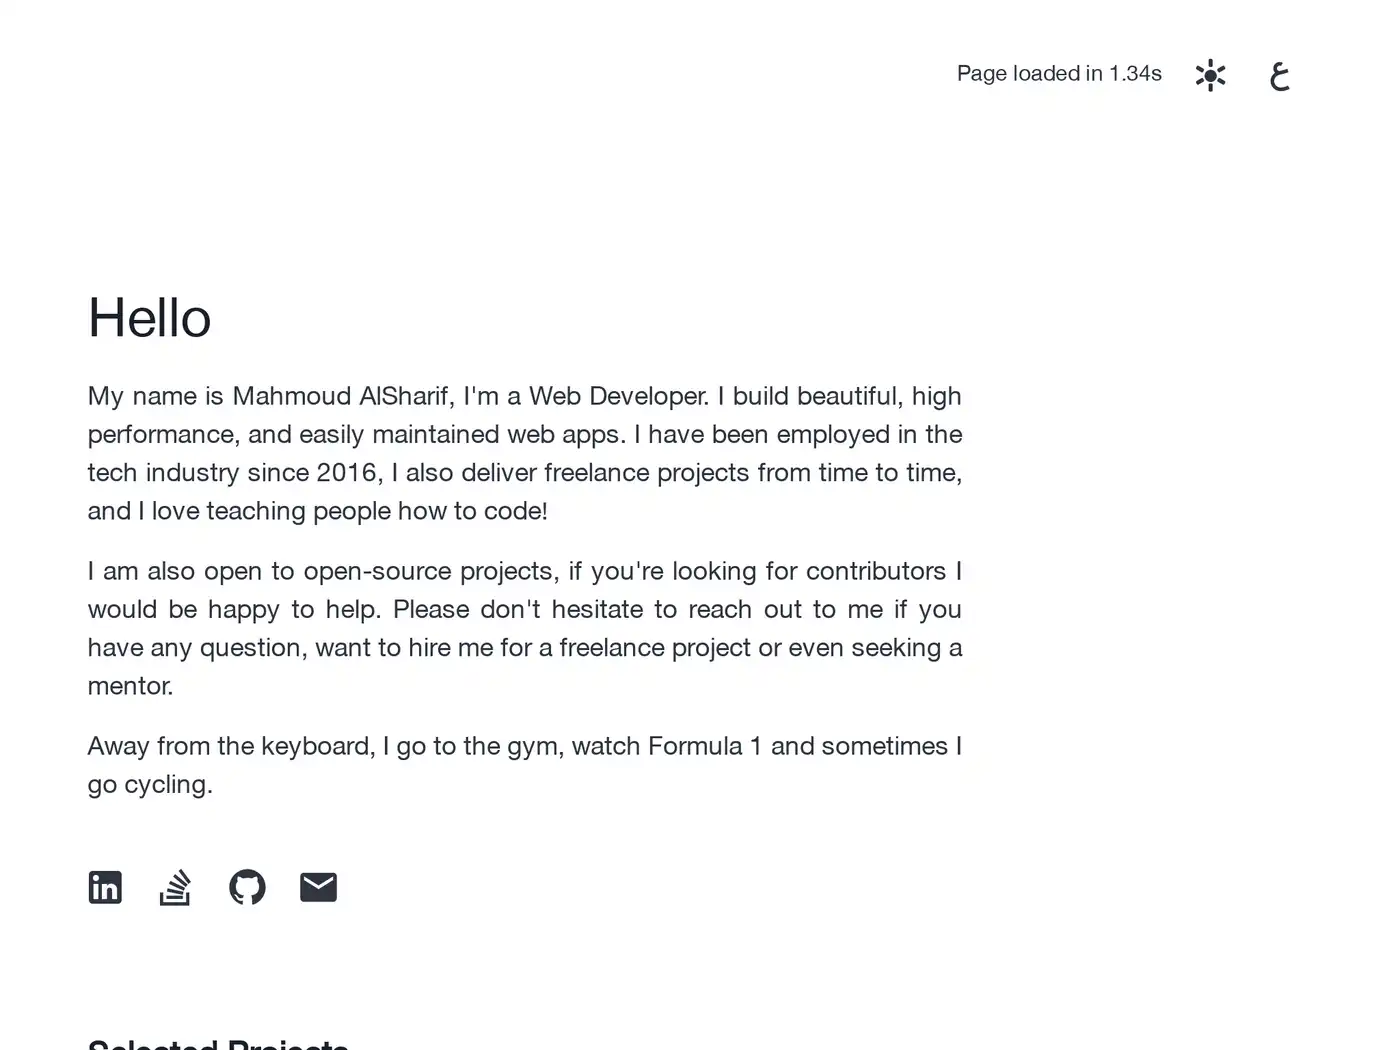 Page loaded in 1.34s
ع
Hello
My name is Mahmoud AlSharif, I'm a Web Developer. I build beautiful, high
performance, and easily maintained web apps. I have been employed in the
tech industry since 2016, I also deliver freelance projects from time to time,
and I love teaching people how to code!
I am also open to open-source projects, if you're looking for contributors I
would be happy to help. Please don't hesitate to reach out to me if you
have any question, want to hire me for a freelance project or even seeking a
mentor.
Away from the keyboard, I go to the gym, watch Formula 1 and sometimes I
go cycling.
in
Selected Projects